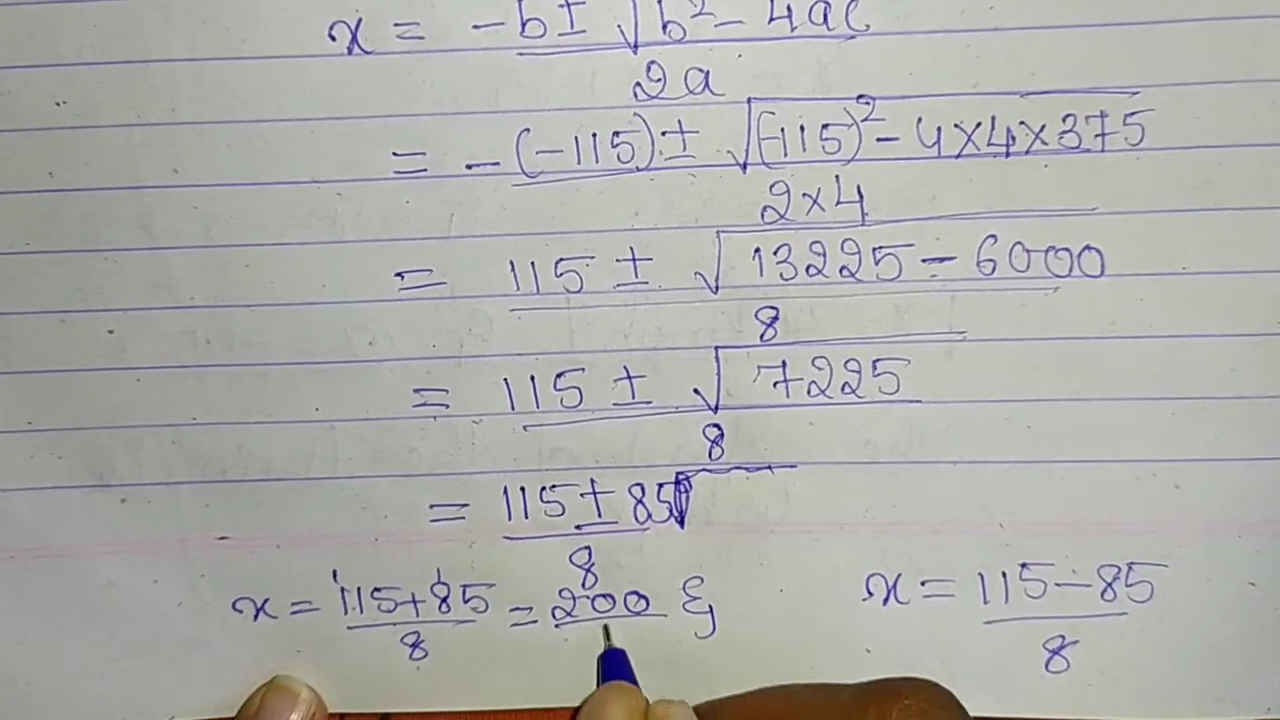 x = -b ± √b² - 4ac
2a
= -(-115) ± √(-115)² - 4×4×375
2×4
= 115 ± √13225 - 6000
8
= 115 ± √7225
8
= 115 ± 85
8
x = 115+85 = 200 & x = 115-85
8 8